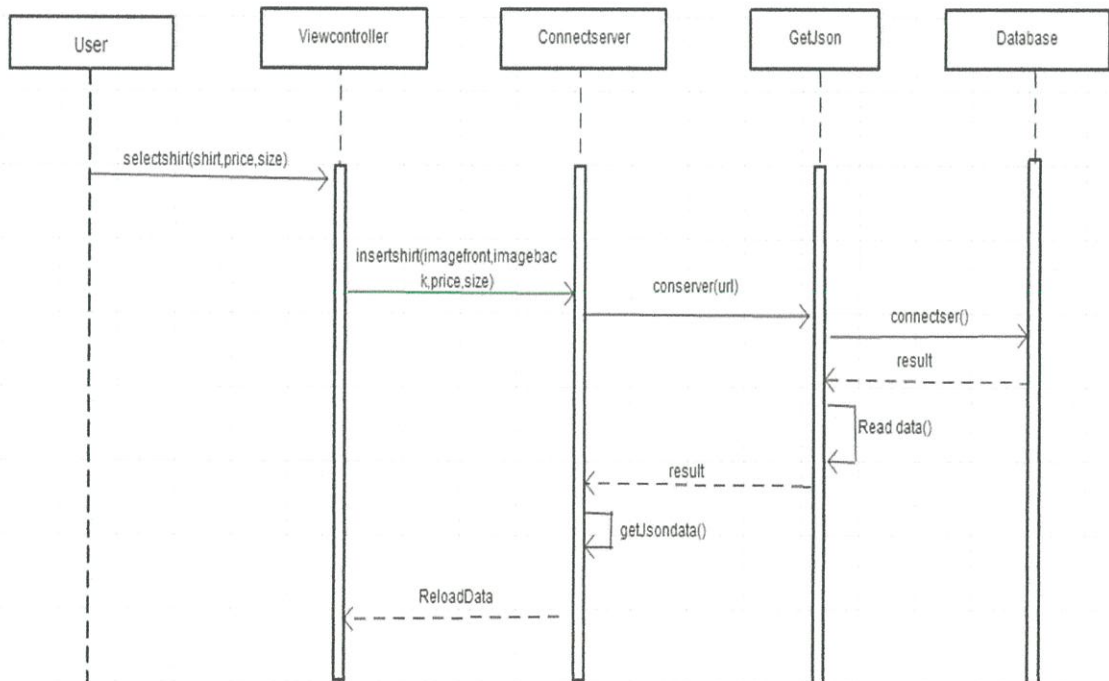 User
Viewcontroller
Connectserver
GetJson
Database
selectshirt(shirt,price,size)
insertshirt(imagefront,imagebac
k,price,size)
conserver(url)
connectser()
result
Read data()
result
getJsondata()
ReloadData